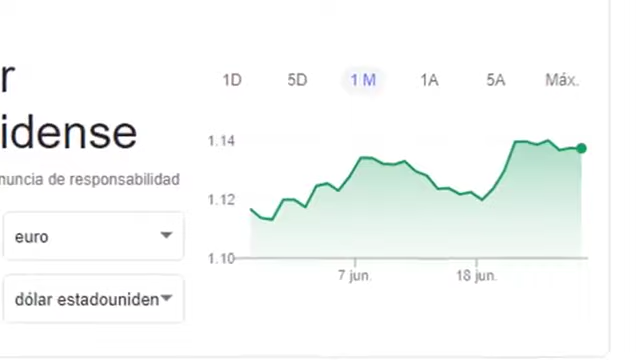 1D 5D 1 M 1A 5A Máx.
r
idense
nuncia de responsabilidad
euro
dólar estadouniden
1.14
1.12
1.10
7 jun. 18 jun.